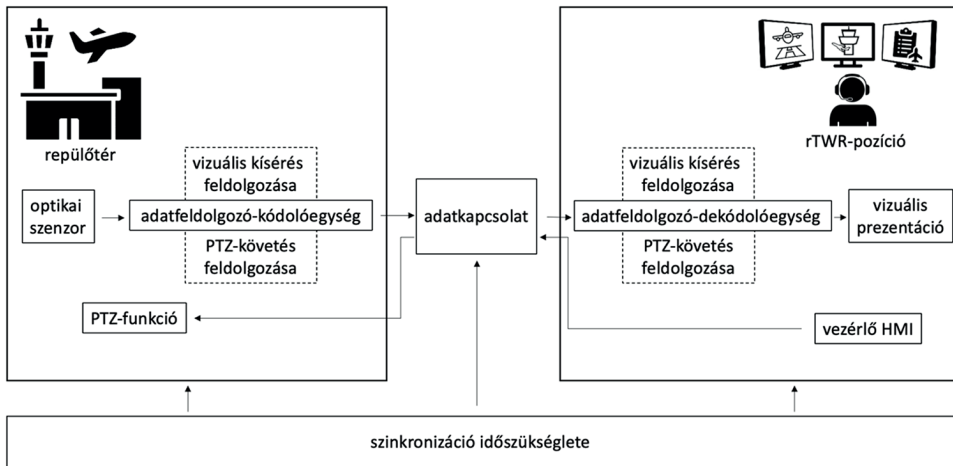 repülőtér
optikai
szenzor
vizuális kísérés
feldolgozása
adatfeldolgozó-kódolóegység
PTZ-követés
feldolgozása
PTZ-funkció
adatkapcsolat
rTWR-pozíció
vizuális kísérés
feldolgozása
adatfeldolgozó-dekódolóegység
PTZ-követés
feldolgozása
vizuális
prezentáció
vezérlő HMI
szinkronizáció időszükséglete